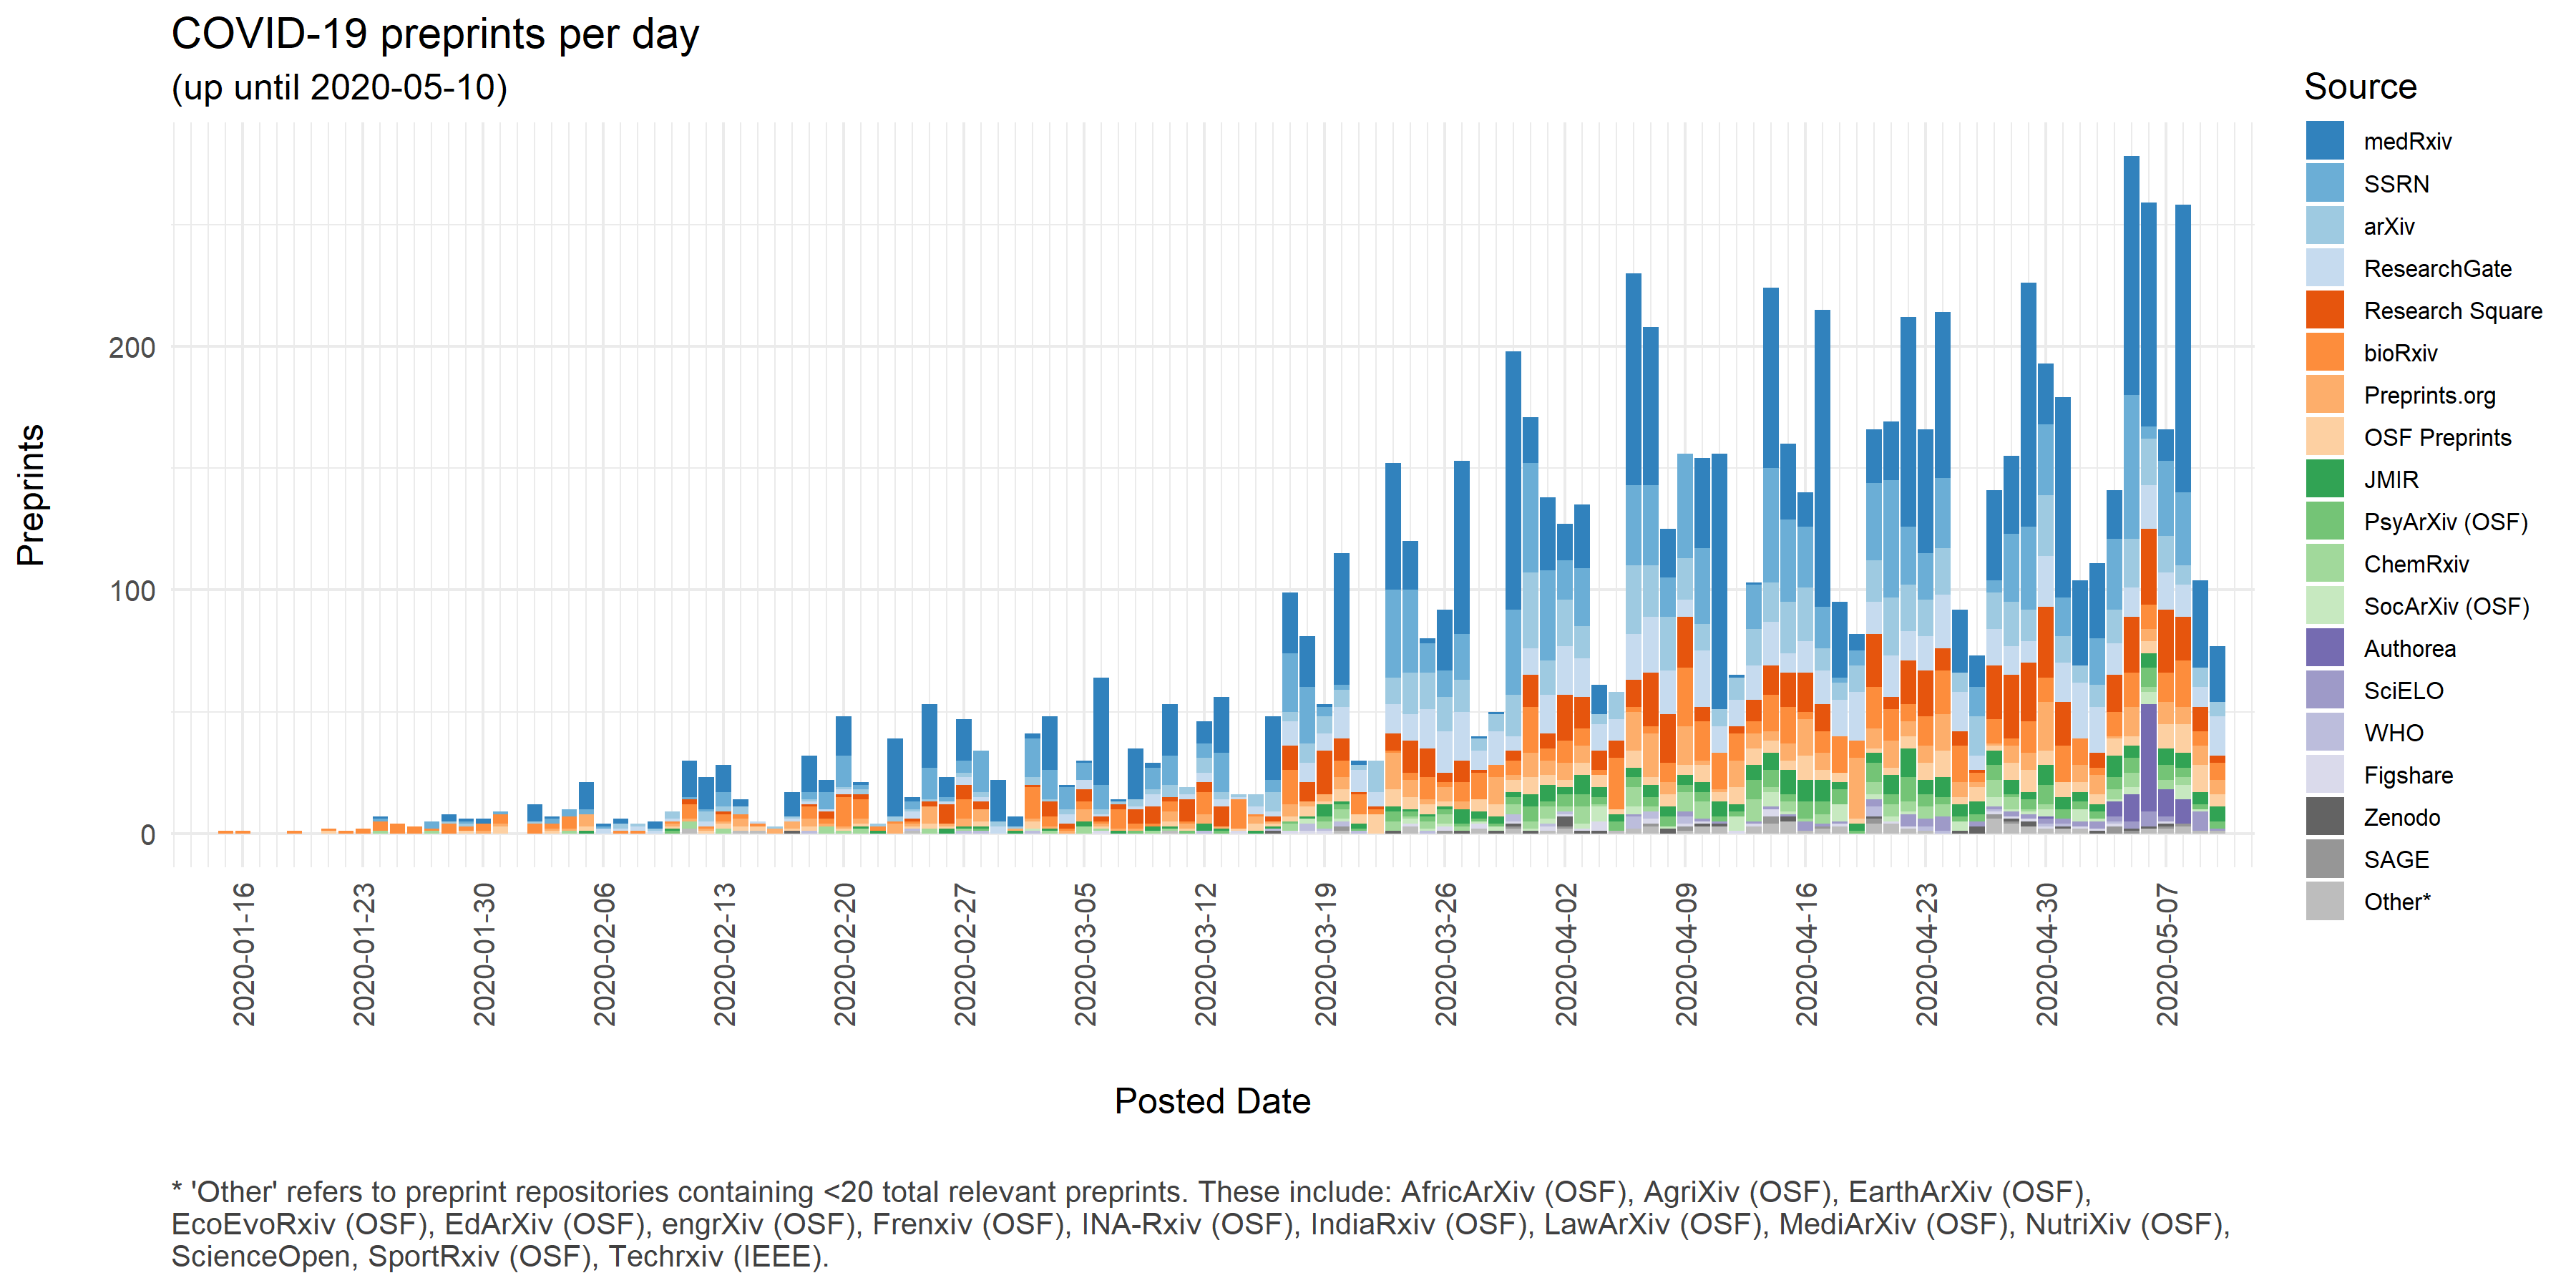 COVID-19 preprints per day
(up until 2020-05-10)
Preprints
200
100
0
2020-01-16
2020-01-23
2020-01-30
2020-02-06
2020-02-13
2020-02-20
2020-02-27
2020-03-05
2020-03-12
2020-03-19
2020-03-26
2020-04-02
2020-04-09
2020-04-16
2020-04-23
2020-04-30
2020-05-07
Posted Date
Source
medRxiv
SSRN
arXiv
ResearchGate
Research Square
bioRxiv
Preprints.org
OSF Preprints
JMIR
PsyArXiv (OSF)
ChemRxiv
SocArXiv (OSF)
Authorea
SciELO
WHO
Figshare
Zenodo
SAGE
Other*
* 'Other' refers to preprint repositories containing <20 total relevant preprints. These include: AfricArXiv (OSF), AgriXiv (OSF), EarthArXiv (OSF),
EcoEvoRxiv (OSF), EdArXiv (OSF), engrXiv (OSF), Frenxiv (OSF), INA-Rxiv (OSF), IndiaRxiv (OSF), LawArXiv (OSF), MediArXiv (OSF), NutriXiv (OSF),
ScienceOpen, SportRxiv (OSF), Techrxiv (IEEE).